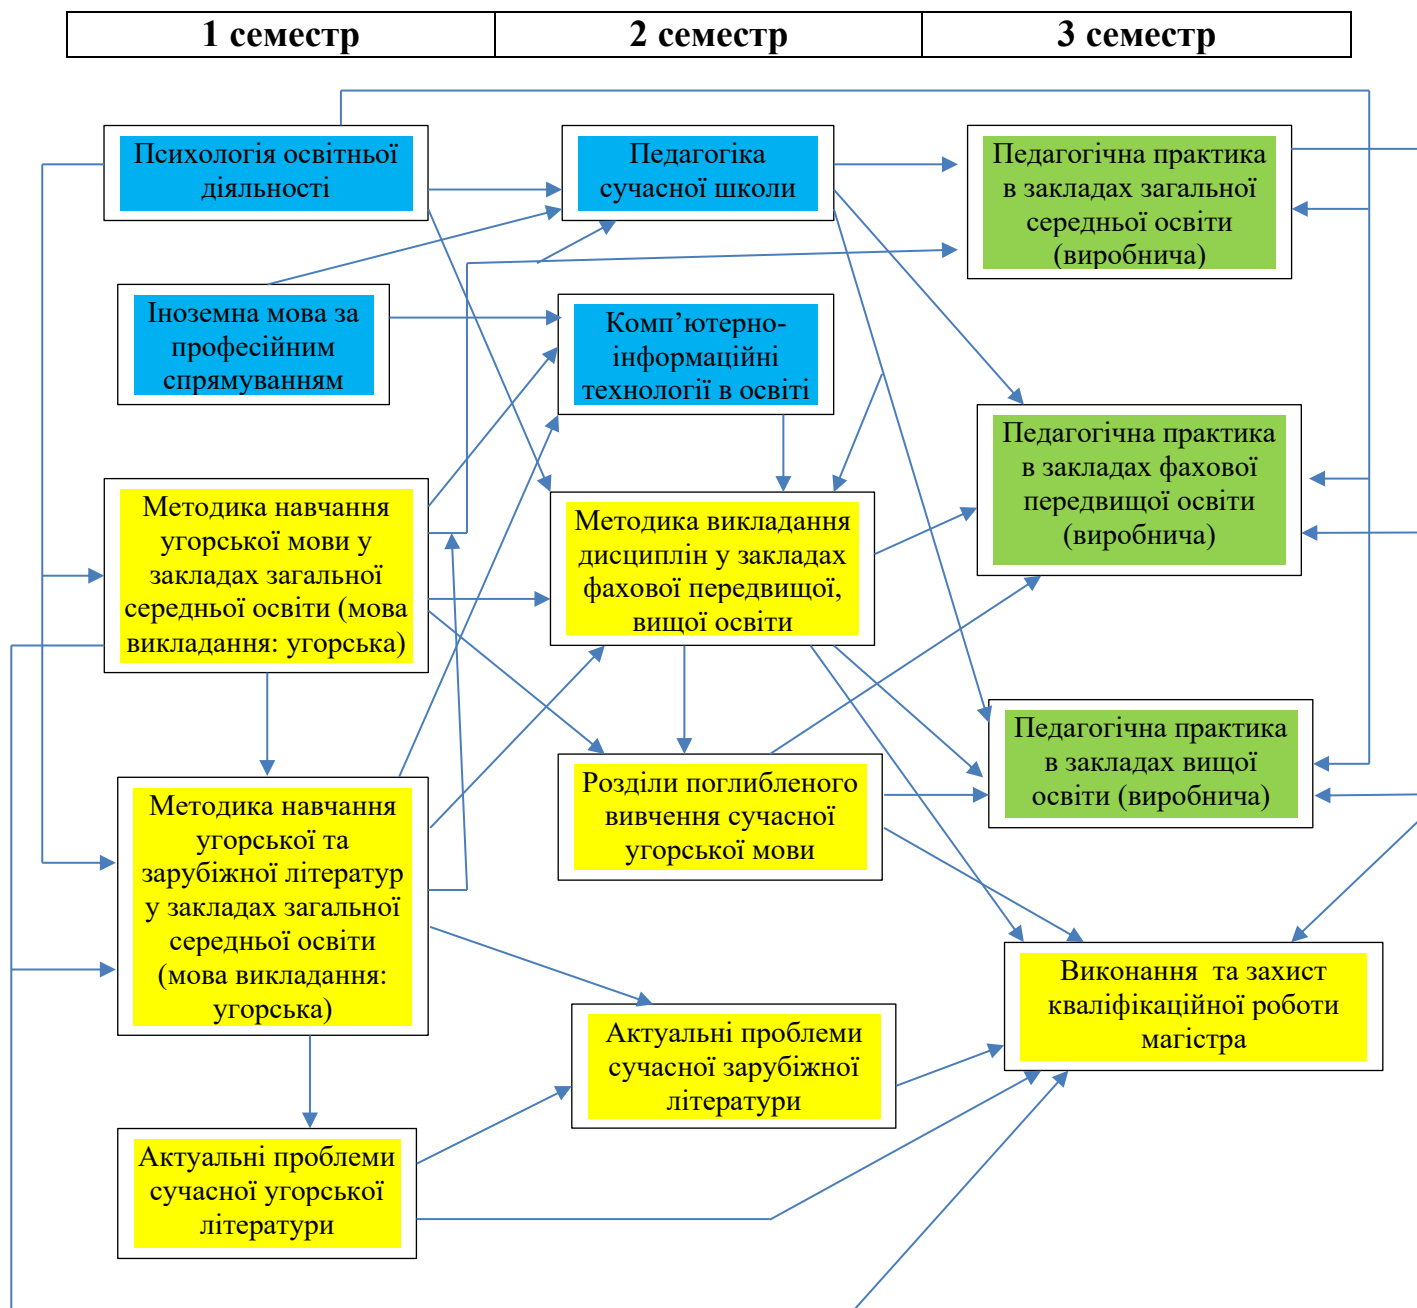 1 семестр
2 семестр
3 семестр
Психологія освітньої
діяльності
Педагогіка
сучасної школи
Педагогічна практика
в закладах загальної
середньої освіти
(виробнича)
Іноземна мова за
професійним
спрямуванням
Комп’ютерно-
інформаційні
технології в освіті
Педагогічна практика
в закладах фахової
передвищої освіти
(виробнича)
Методика навчання
угорської мови у
закладах загальної
середньої освіти (мова
викладання: угорська)
Методика викладання
дисциплін у закладах
фахової передвищої,
вищої освіти
Педагогічна практика
в закладах вищої
освіти (виробнича)
Розділи поглибленого
вивчення сучасної
угорської мови
Методика навчання
угорської та
зарубіжної літератур
у закладах загальної
середньої освіти
(мова викладання:
угорська)
Виконання та захист
кваліфікаційної роботи
магістра
Актуальні проблеми
сучасної зарубіжної
літератури
Актуальні проблеми
сучасної угорської
літератури